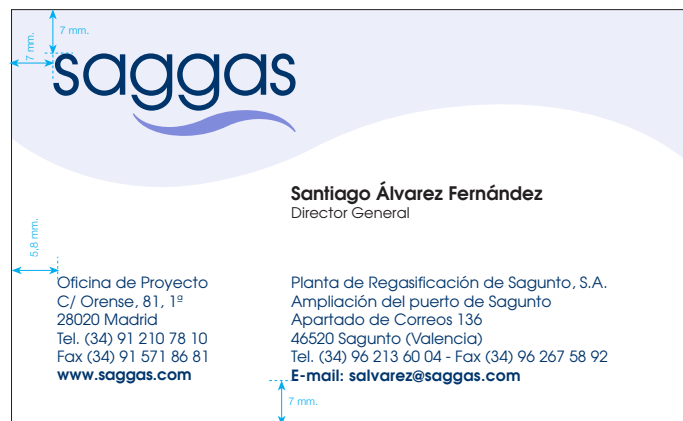 7 mm.
7 mm.
saggas
Santiago Álvarez Fernández
Director General
5,8 mm.
Oficina de Proyecto
C/ Orense, 81, 1º
28020 Madrid
Tel. (34) 91 210 78 10
Fax (34) 91 571 86 81
www.saggas.com
Planta de Regasificación de Sagunto, S.A.
Ampliación del puerto de Sagunto
Apartado de Correos 136
46520 Sagunto (Valencia)
Tel. (34) 96 213 60 04 - Fax (34) 96 267 58 92
E-mail: salvarez@saggas.com
7 mm.